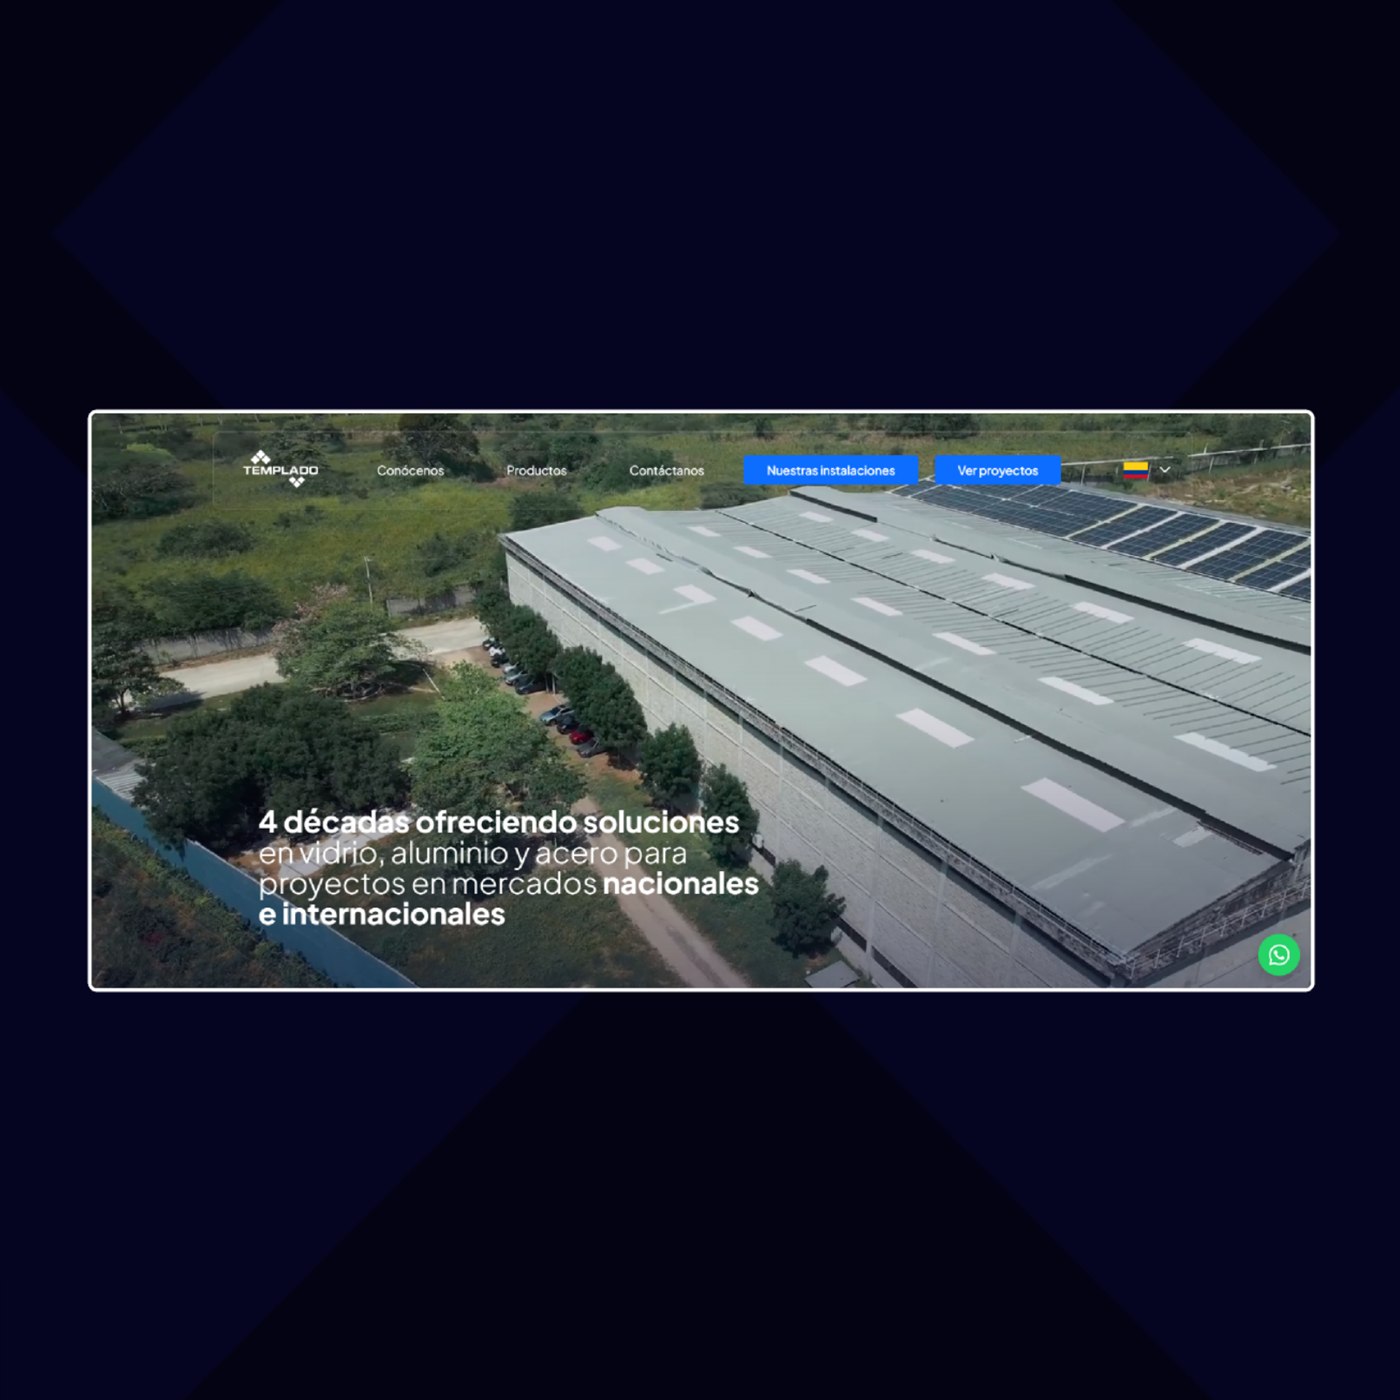 TEMPLADO
Conócenos
Productos
Contáctanos
Nuestras instalaciones
Ver proyectos
4 décadas ofreciendo soluciones
en vidrio, aluminio y acero para
proyectos en mercados nacionales
e internacionales